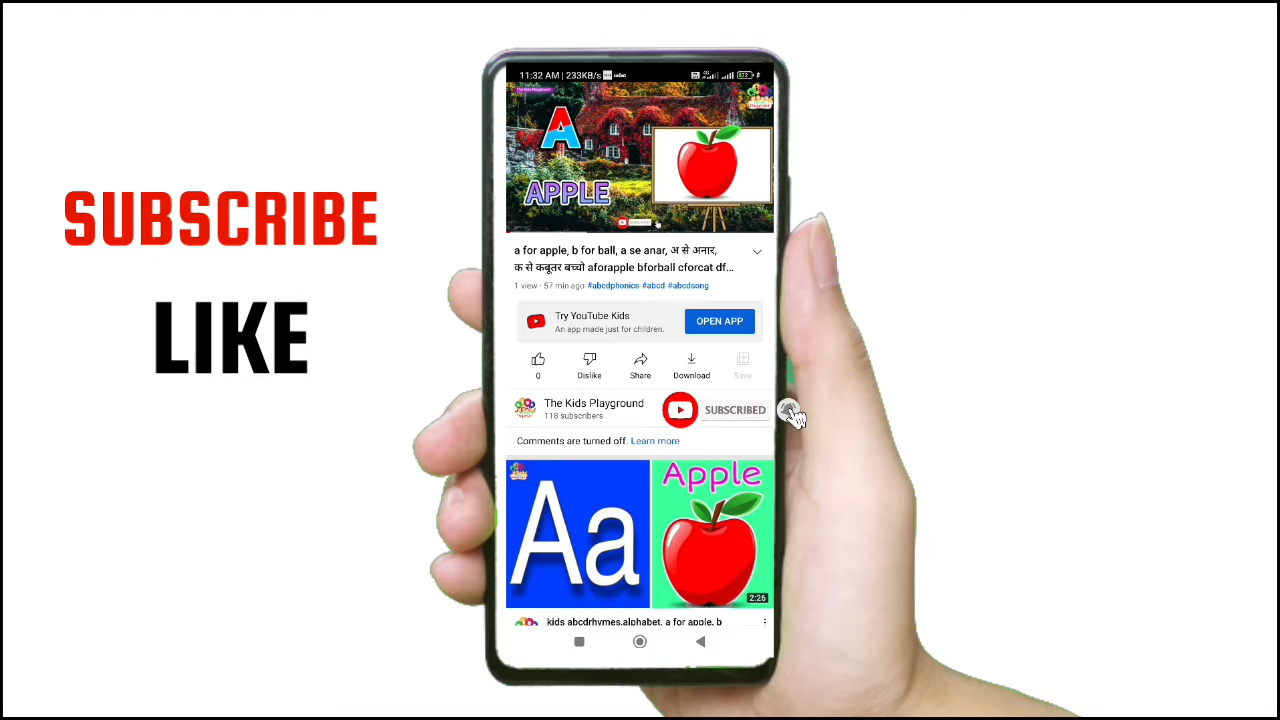 SUBSCRIBE
LIKE
11:32 AM | 233KB/s
The Kids Playground
A
APPLE
a for apple, b for ball, a se anar, अ से अनार,
क से कबूतर बच्चो aforapple bforball cforcat df...
1 view · 57 min ago #abcdphonics #abcd #abcdsong
Try YouTube Kids
An app made just for children.
OPEN APP
0
Dislike
Share
Download
Save
The Kids Playground
118 subscribers
SUBSCRIBED
Comments are turned off. Learn more
Aa
Apple
2:26
kids abcdrhymes,alphabet, a for apple, b